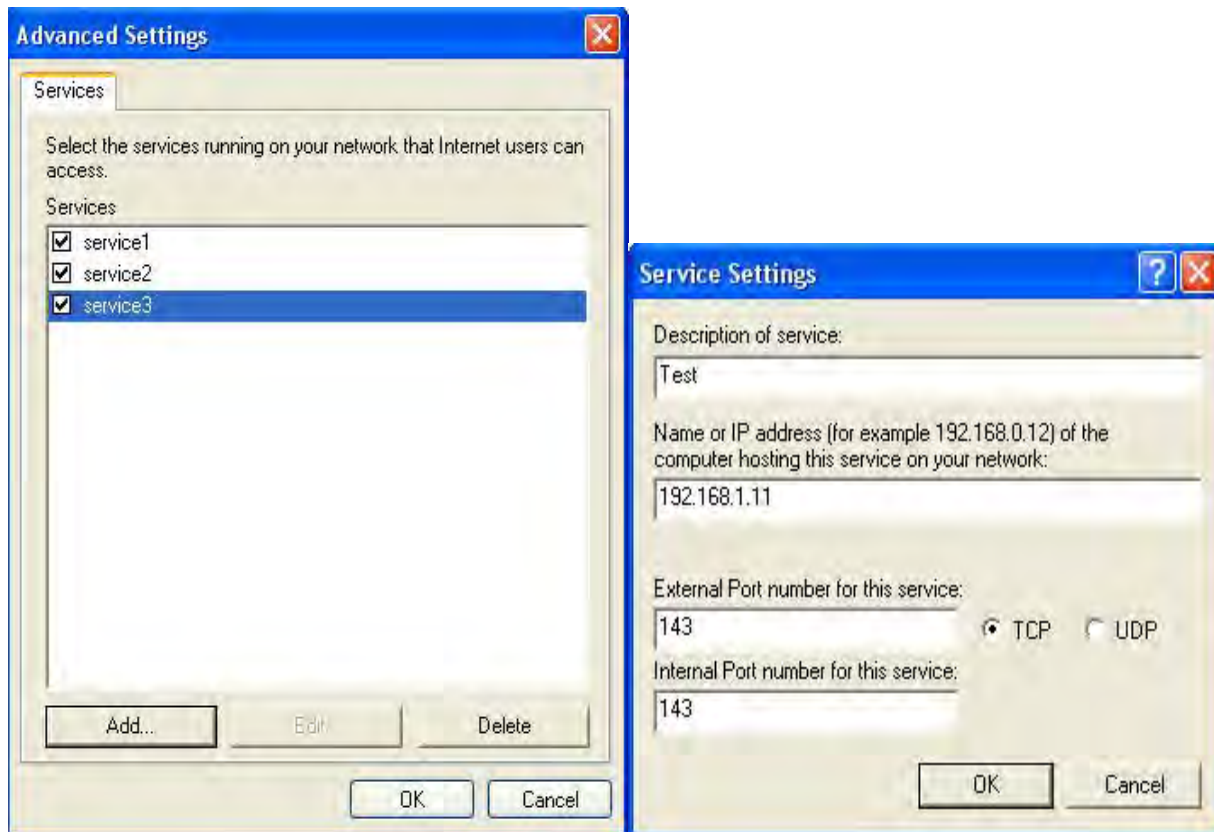 Advanced Settings
Services
Select the services running on your network that Internet users can
access.
Services
service1
service2
service3
Add...
Edit
Delete
OK
Cancel
Service Settings
Description of service:
Test
Name or IP address (for example 192.168.0.12) of the
computer hosting this service on your network:
192.168.1.11
External Port number for this service:
143
TCP
UDP
Internal Port number for this service:
143
OK
Cancel